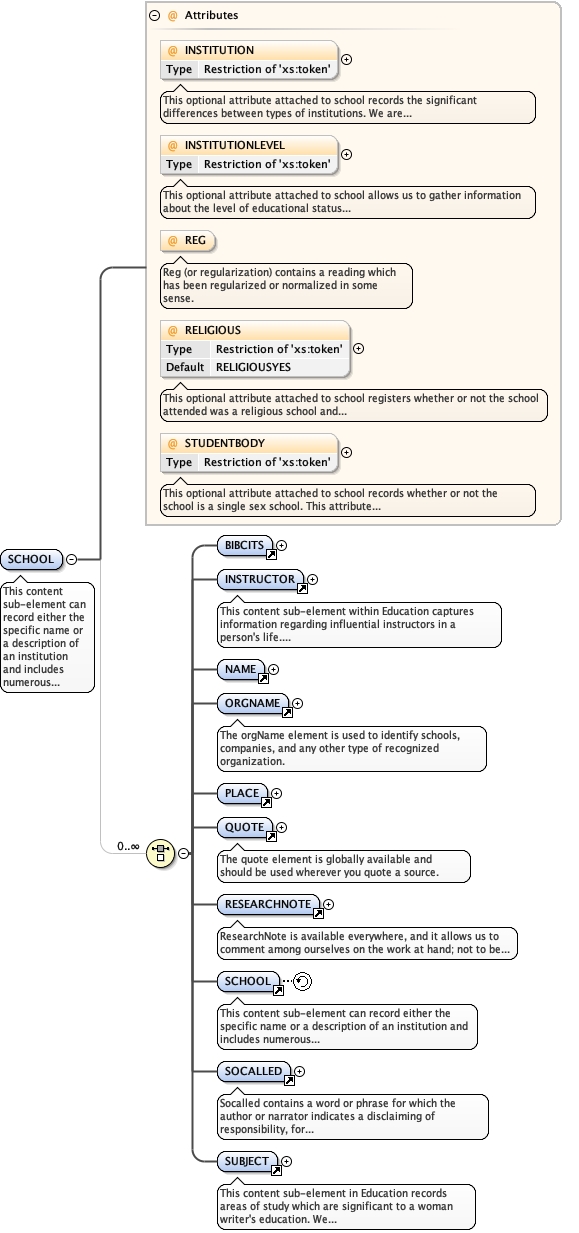 @ Attributes
@ INSTITUTION
Type Restriction of 'xs:token'
This optional attribute attached to school records the significant
differences between types of institutions. We are...
@ INSTITUTIONLEVEL
Type Restriction of 'xs:token'
This optional attribute attached to school allows us to gather information
about the level of educational status...
@ REG
Reg (or regularization) contains a reading which
has been regularized or normalized in some
sense.
@ RELIGIOUS
Type Restriction of 'xs:token'
Default RELIGIOUSYES
This optional attribute attached to school registers whether or not the school
attended was a religious school and...
@ STUDENTBODY
Type Restriction of 'xs:token'
This optional attribute attached to school records whether or not the
school is a single sex school. This attribute...
SCHOOL
This content
sub-element can
record either the
specific name or
a description of
an institution
and includes
numerous...
0..∞
BIBCITS
INSTRUCTOR
This content sub-element within Education captures
information regarding influential instructors in a
person's life....
NAME
ORGNAME
The orgName element is used to identify schools,
companies, and any other type of recognized
organization.
PLACE
QUOTE
The quote element is globally available and
should be used wherever you quote a source.
RESEARCHNOTE
ResearchNote is available everywhere, and it allows us to
comment among ourselves on the work at hand; not to be...
SCHOOL
This content sub-element can record either the
specific name or a description of an institution and
includes numerous...
SOCALLED
Socalled contains a word or phrase for which the
author or narrator indicates a disclaiming of
responsibility, for...
SUBJECT
This content sub-element in Education records
areas of study which are significant to a woman
writer's education. We...